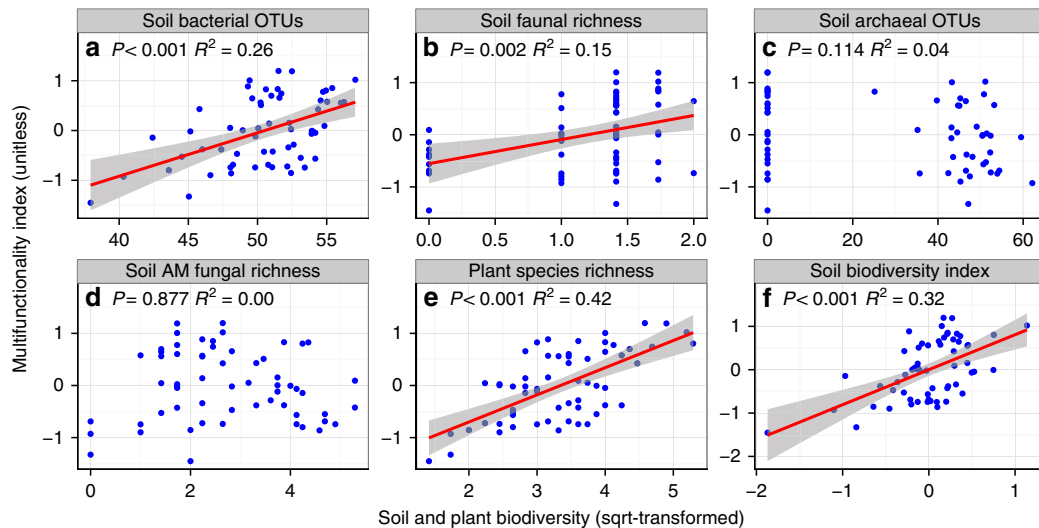 Soil bacterial OTUs
Soil faunal richness
Soil archaeal OTUs
a P < 0.001 R² = 0.26
b P = 0.002 R² = 0.15
c P = 0.114 R² = 0.04
1
0
−1
40 45 50 55
1
0
−1
0.0 0.5 1.0 1.5 2.0
1
0
−1
0 20 40 60
Multifunctionality index (unitless)
Soil AM fungal richness
Plant species richness
Soil biodiversity index
d P = 0.877 R² = 0.00
e P < 0.001 R² = 0.42
f P < 0.001 R² = 0.32
1
0
−1
0 2 4
1
0
−1
2 3 4 5
1
0
−1
−2
−2 −1 0 1
Soil and plant biodiversity (sqrt-transformed)